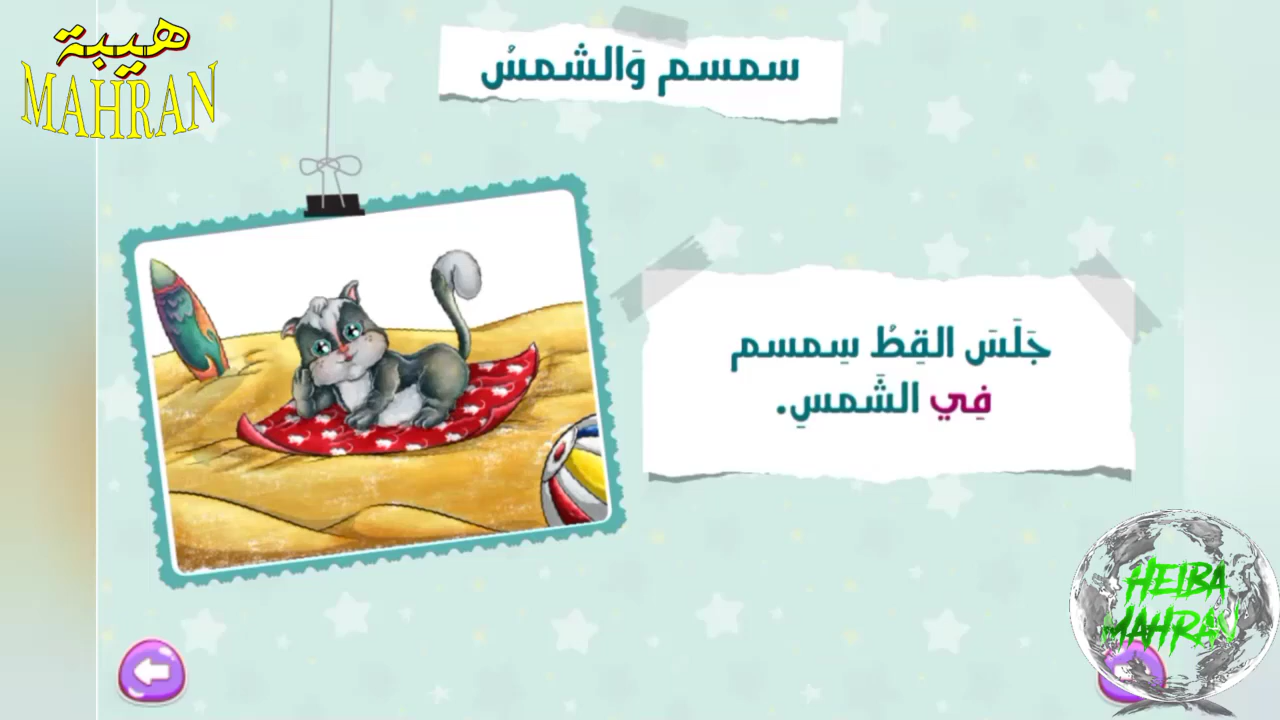 هيبة
MAHRAN
سمسم وَالشمسُ
جَلَسَ القِطُ سِمسم
فِي الشَّمسِ.
HEIBA
MAHRAN